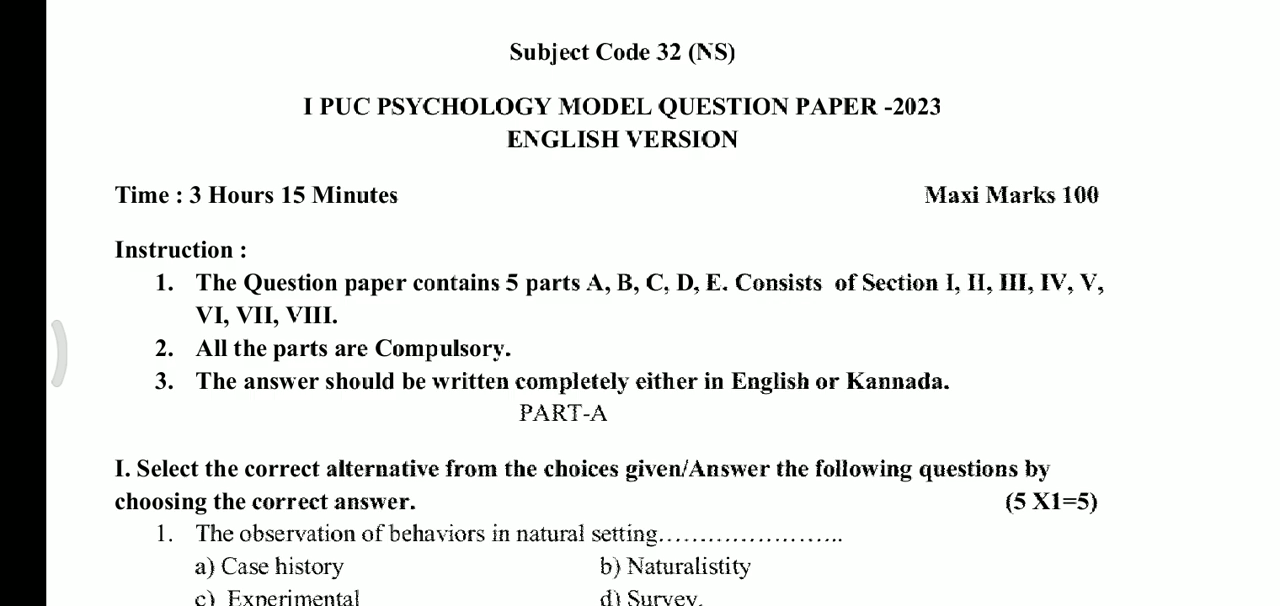 Subject Code 32 (NS)
I PUC PSYCHOLOGY MODEL QUESTION PAPER -2023
ENGLISH VERSION
Time : 3 Hours 15 Minutes Maxi Marks 100
Instruction :
1. The Question paper contains 5 parts A, B, C, D, E. Consists of Section I, II, III, IV, V,
VI, VII, VIII.
2. All the parts are Compulsory.
3. The answer should be written completely either in English or Kannada.
PART-A
I. Select the correct alternative from the choices given/Answer the following questions by
choosing the correct answer. (5 X1=5)
1. The observation of behaviors in natural setting......................
a) Case history b) Naturalistity
c) Experimental d) Survey.